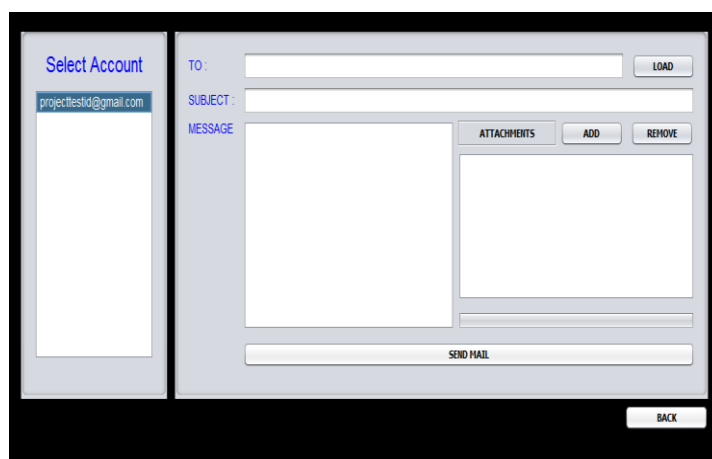 Select Account
projecttestid@gmail.com
TO :
LOAD
SUBJECT :
MESSAGE
ATTACHMENTS
ADD
REMOVE
SEND MAIL
BACK